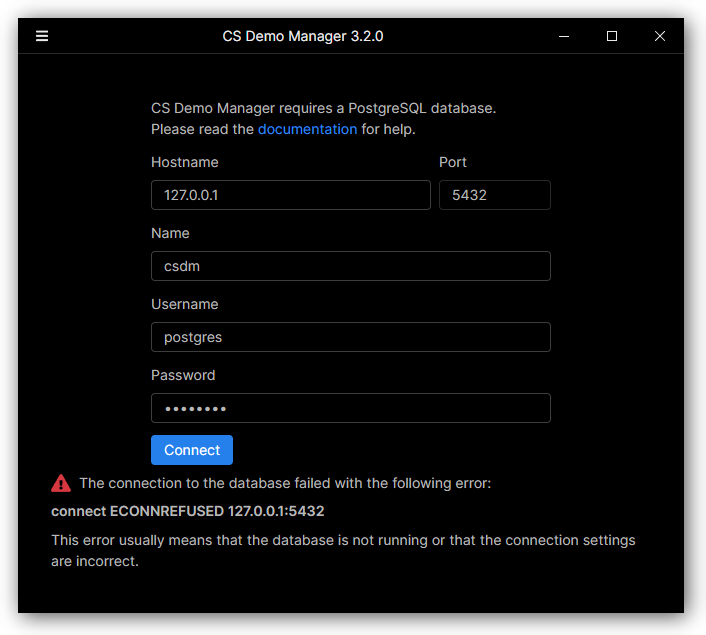 CS Demo Manager 3.2.0
CS Demo Manager requires a PostgreSQL database.
Please read the documentation for help.
Hostname
Port
127.0.0.1
5432
Name
csdm
Username
postgres
Password
••••••••
Connect
The connection to the database failed with the following error:
connect ECONNREFUSED 127.0.0.1:5432
This error usually means that the database is not running or that the connection settings
are incorrect.